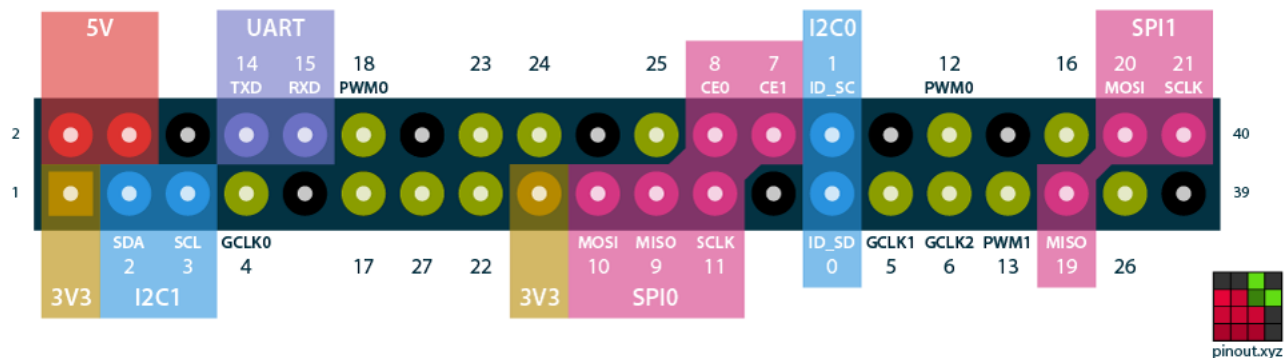 5V UART I2C0 SPI1
14 15 18 23 24 25 8 7 1 12 16 20 21
TXD RXD PWM0 CE0 CE1 ID_SC PWM0 MOSI SCLK
2 40
1 39
SDA SCL GCLK0 MOSI MISO SCLK ID_SD GCLK1 GCLK2 PWM1 MISO
2 3 4 17 27 22 10 9 11 0 5 6 13 19 26
3V3 I2C1 3V3 SPI0
pinout.xyz